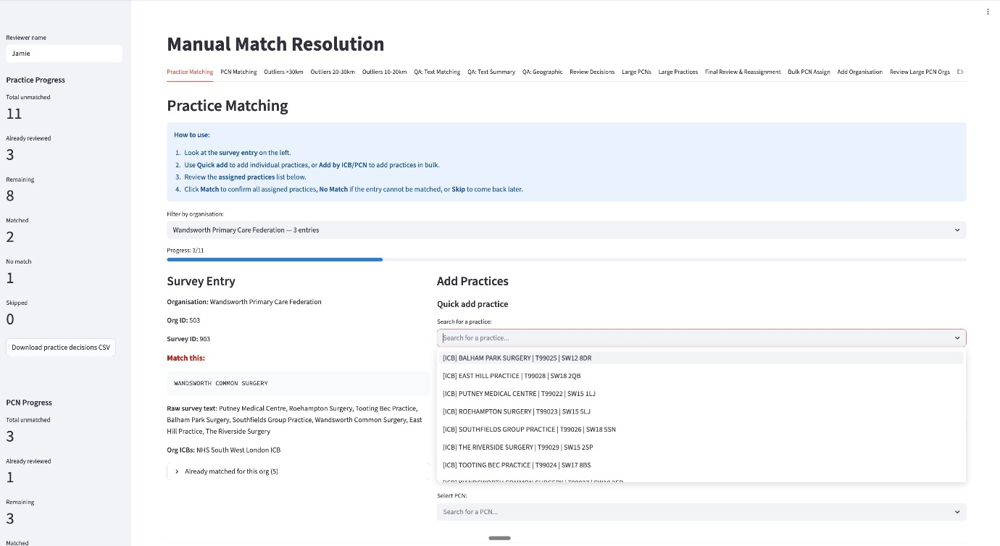 Reviewer name
Jamie
Practice Progress
Total unmatched
11
Already reviewed
3
Remaining
8
Matched
2
No match
1
Skipped
0
Download practice decisions CSV
PCN Progress
Total unmatched
3
Already reviewed
1
Remaining
3
Matched
Manual Match Resolution
Practice Matching PCN Matching Outliers >30km Outliers 20-30km Outliers 10-20km QA: Text Matching QA: Text Summary QA: Geographic Review Decisions Large PCNs Large Practices Final Review & Reassignment Bulk PCN Assign Add Organisation Review Large PCN Orgs
Practice Matching
How to use:
1. Look at the survey entry on the left.
2. Use Quick add to add individual practices, or Add by ICB/PCN to add practices in bulk.
3. Review the assigned practices list below.
4. Click Match to confirm all assigned practices, No Match if the entry cannot be matched, or Skip to come back later.
Filter by organisation:
Wandsworth Primary Care Federation — 3 entries
Progress: 3/11
Survey Entry
Organisation: Wandsworth Primary Care Federation
Org ID: 503
Survey ID: 903
Match this:
WANDSWORTH COMMON SURGERY
Raw survey text: Putney Medical Centre, Roehampton Surgery, Tooting Bec Practice,
Balham Park Surgery, Southfields Group Practice, Wandsworth Common Surgery, East
Hill Practice, The Riverside Surgery
Org ICBs: NHS South West London ICB
Already matched for this org (5)
Add Practices
Quick add practice
Search for a practice:
Search for a practice...
[ICB] BALHAM PARK SURGERY | T99025 | SW12 8DR
[ICB] EAST HILL PRACTICE | T99028 | SW18 2QB
[ICB] PUTNEY MEDICAL CENTRE | T99022 | SW15 1LJ
[ICB] ROEHAMPTON SURGERY | T99023 | SW15 5LJ
[ICB] SOUTHFIELDS GROUP PRACTICE | T99026 | SW18 5SN
[ICB] THE RIVERSIDE SURGERY | T99029 | SW15 2SP
[ICB] TOOTING BEC PRACTICE | T99024 | SW17 8BS
[ICB] WANDSWORTH COMMON SURGERY | T99027 |
Select PCN:
Search for a PCN...